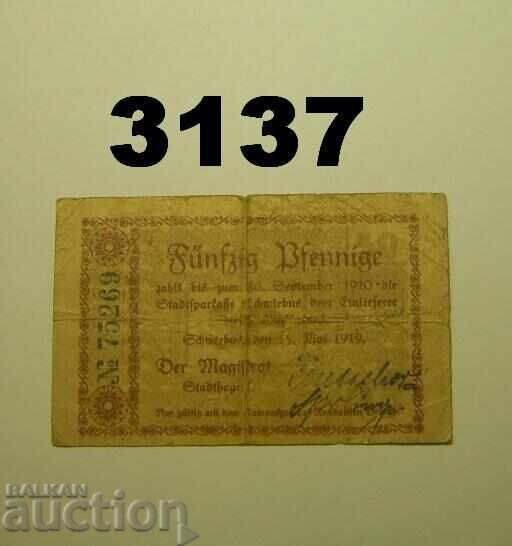 3137
№ 75269
Fünfzig Pfennige
zahlt bis zum 30. September 1920 die
Stadtsparkasse Schwiebus dem Einlieferer
Schwiebus, den 15. Mai 1919.
Der Magistrat
BALKAN
auction